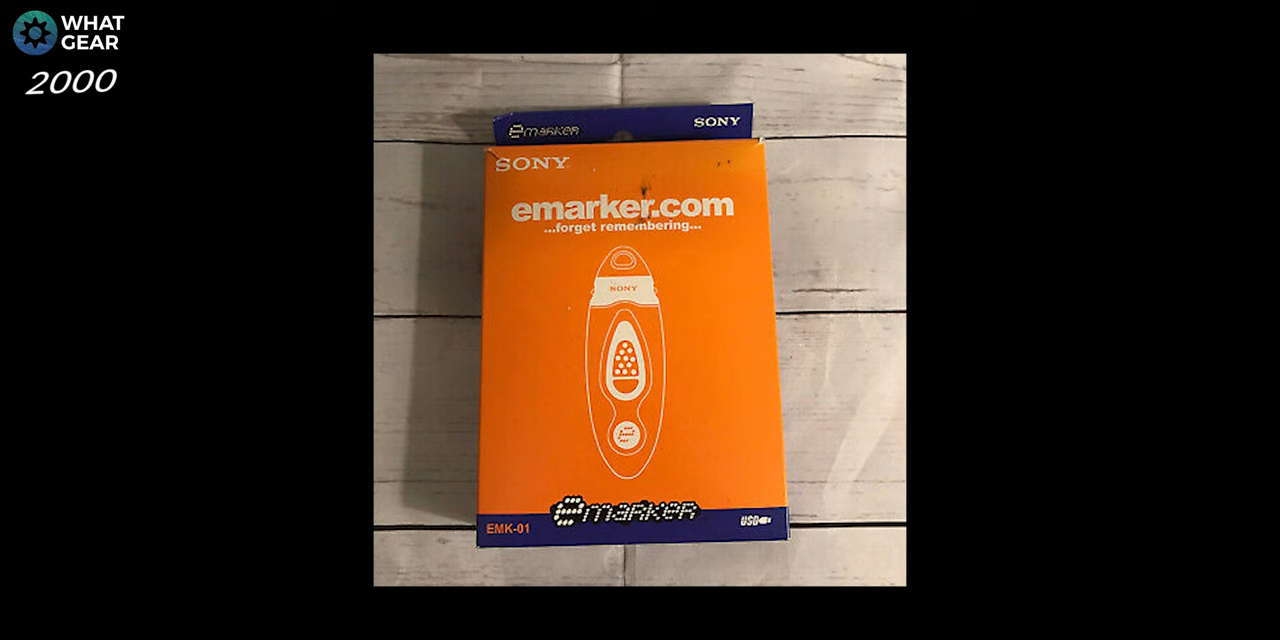 WHAT
GEAR
2000
emarker SONY
SONY
emarker.com
...forget remembering...
SONY
e
emarker
EMK-01
USB